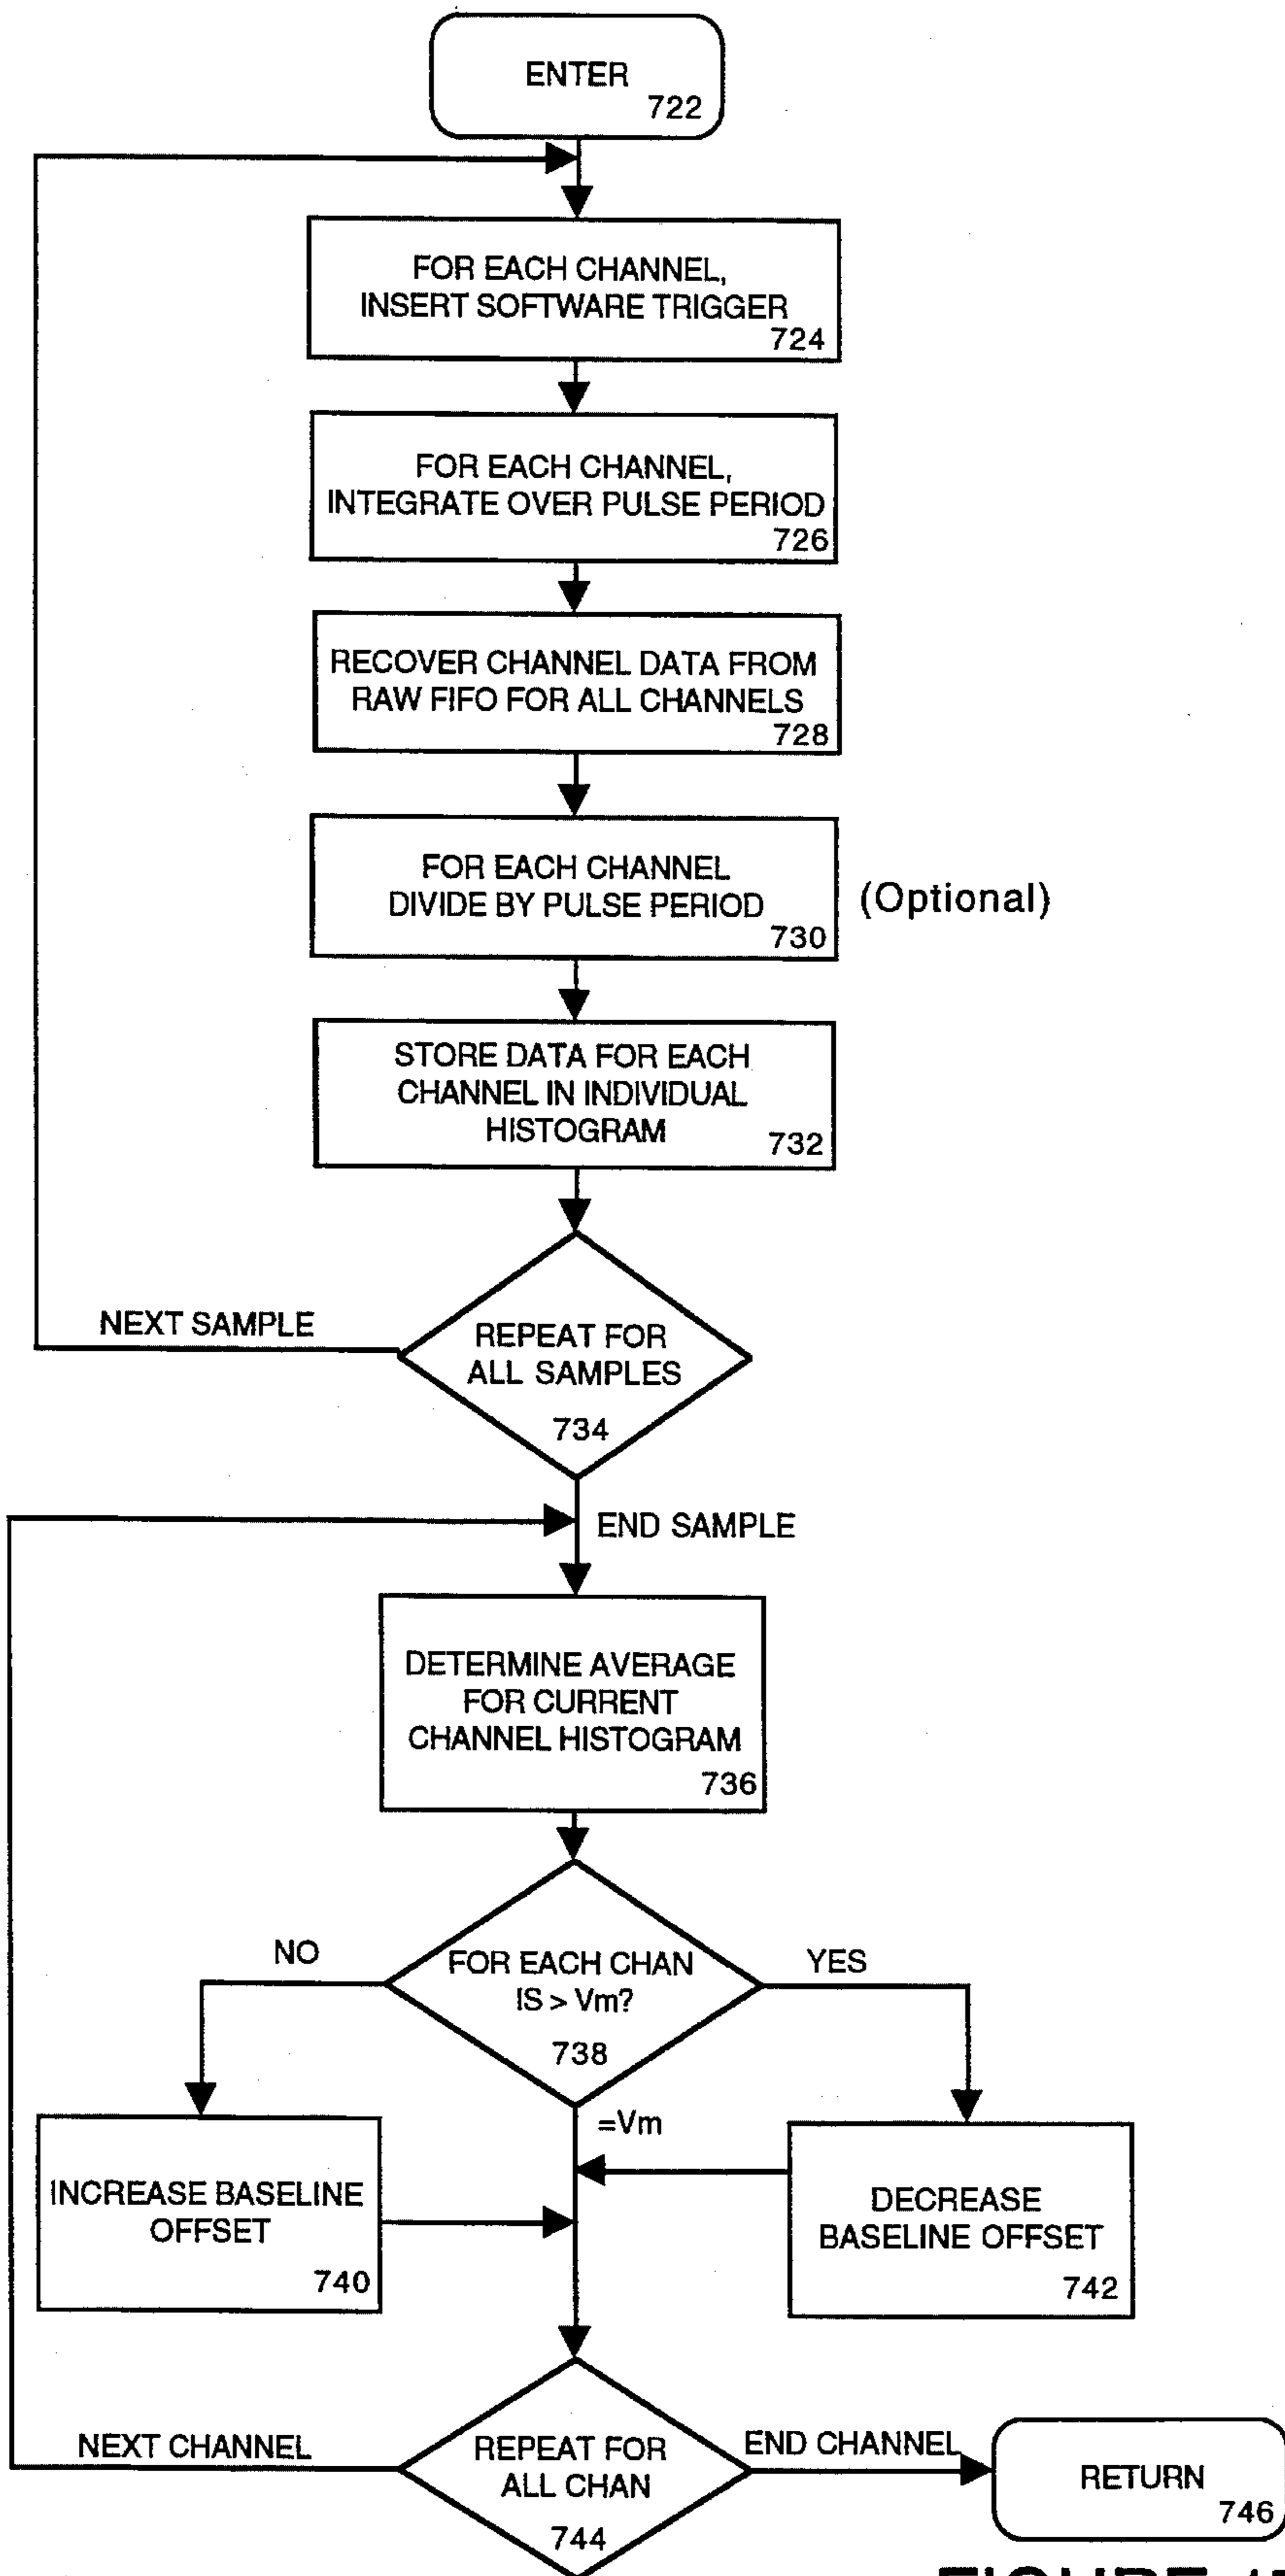 ENTER
722
FOR EACH CHANNEL,
INSERT SOFTWARE TRIGGER
724
FOR EACH CHANNEL,
INTEGRATE OVER PULSE PERIOD
726
RECOVER CHANNEL DATA FROM
RAW FIFO FOR ALL CHANNELS
728
FOR EACH CHANNEL
DIVIDE BY PULSE PERIOD
730
(Optional)
STORE DATA FOR EACH
CHANNEL IN INDIVIDUAL
HISTOGRAM
732
NEXT SAMPLE
REPEAT FOR
ALL SAMPLES
734
END SAMPLE
DETERMINE AVERAGE
FOR CURRENT
CHANNEL HISTOGRAM
736
NO
FOR EACH CHAN
IS > Vm?
738
YES
=Vm
INCREASE BASELINE
OFFSET
740
DECREASE
BASELINE OFFSET
742
NEXT CHANNEL
REPEAT FOR
ALL CHAN
744
END CHANNEL
RETURN
746